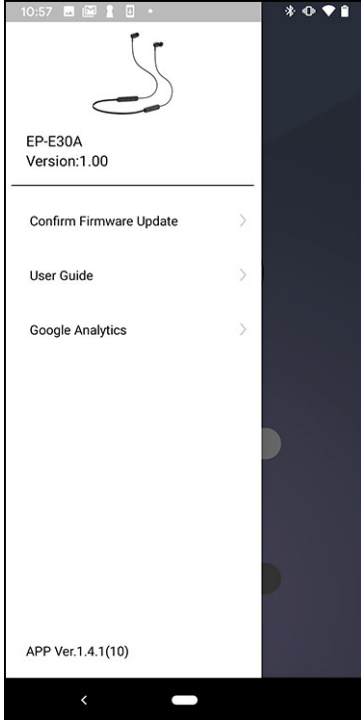 10:57
EP-E30A
Version:1.00
Confirm Firmware Update
User Guide
Google Analytics
APP Ver.1.4.1(10)